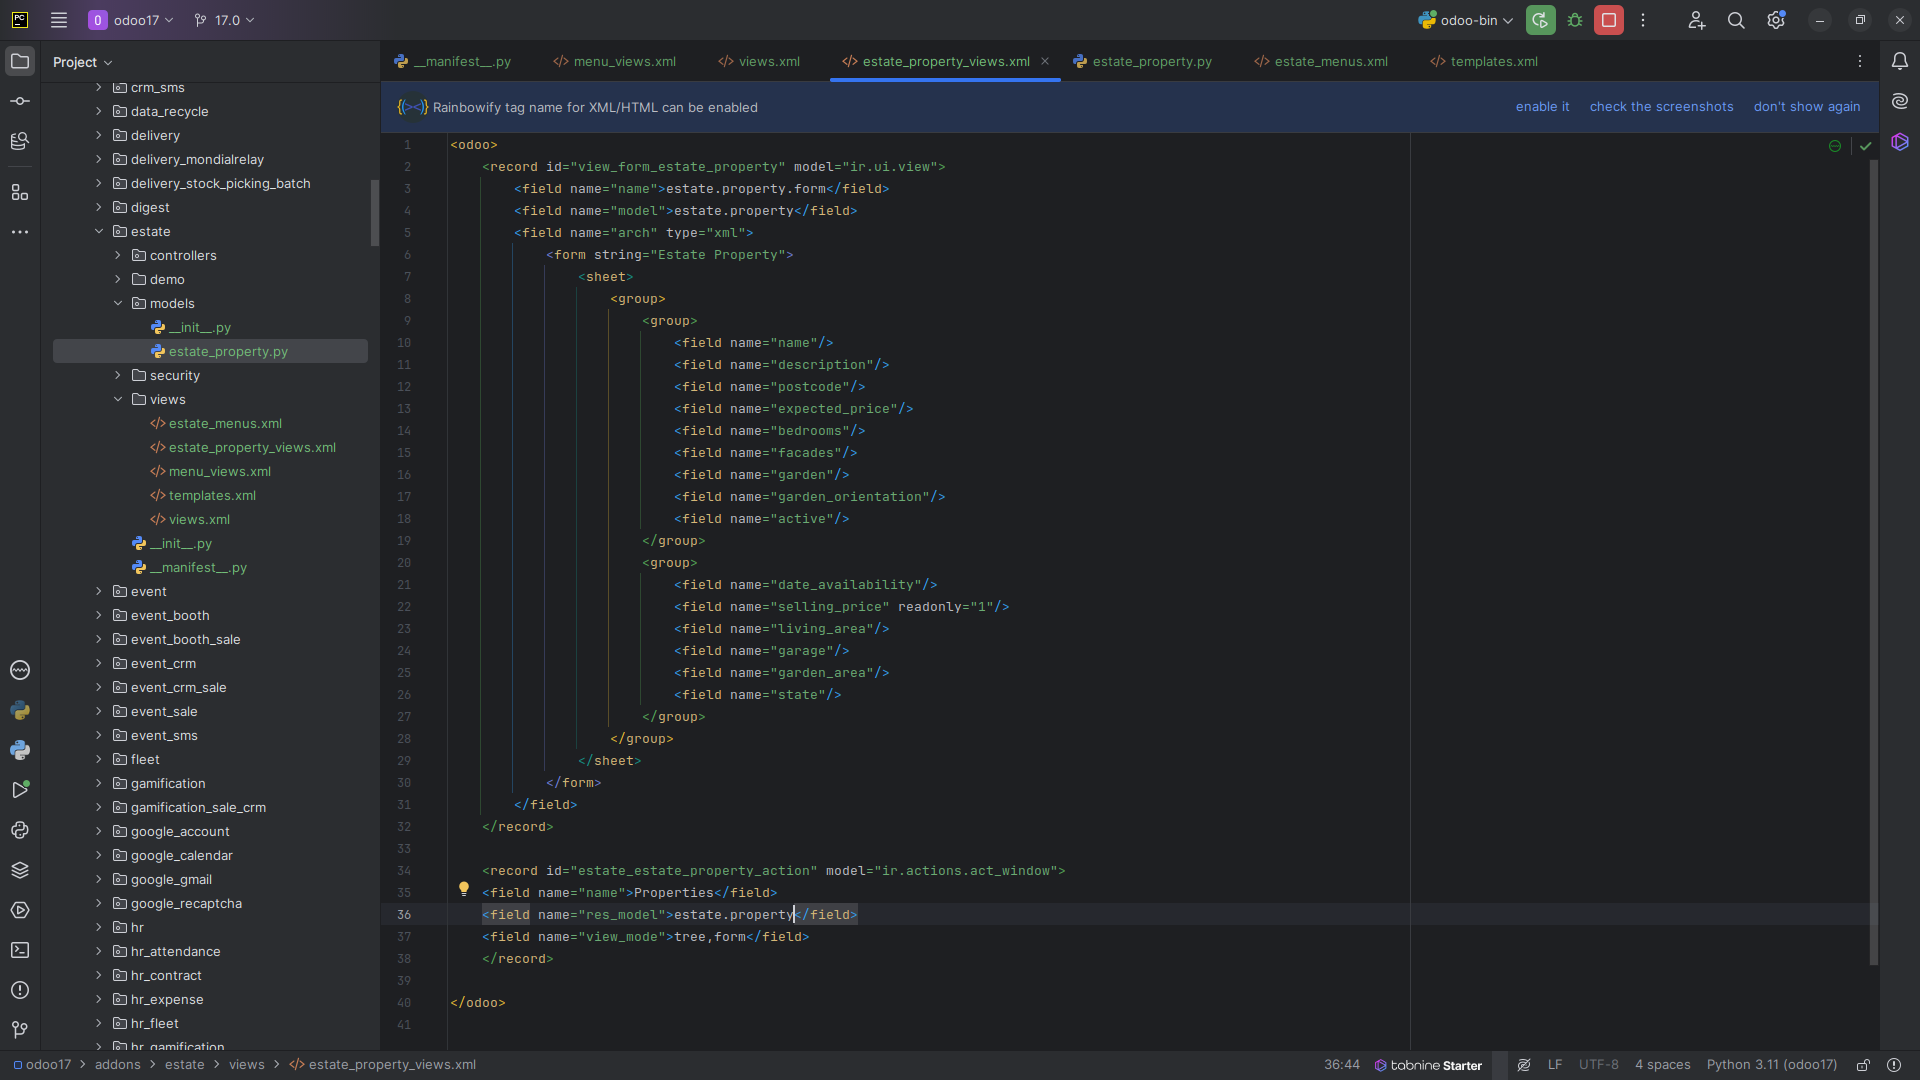 PC
O odoo17 17.0 odoo-bin
Project
__manifest__.py menu_views.xml views.xml estate_property_views.xml estate_property.py estate_menus.xml templates.xml
Rainbowify tag name for XML/HTML can be enabled enable it check the screenshots don't show again
crm_sms
data_recycle
delivery
delivery_mondialrelay
delivery_stock_picking_batch
digest
estate
controllers
demo
models
__init__.py
estate_property.py
security
views
estate_menus.xml
estate_property_views.xml
menu_views.xml
templates.xml
views.xml
__init__.py
__manifest__.py
event
event_booth
event_booth_sale
event_crm
event_crm_sale
event_sale
event_sms
fleet
gamification
gamification_sale_crm
google_account
google_calendar
google_gmail
google_recaptcha
hr
hr_attendance
hr_contract
hr_expense
hr_fleet
hr_gamification
1 <odoo>
2 <record id="view_form_estate_property" model="ir.ui.view">
3 <field name="name">estate.property.form</field>
4 <field name="model">estate.property</field>
5 <field name="arch" type="xml">
6 <form string="Estate Property">
7 <sheet>
8 <group>
9 <group>
10 <field name="name"/>
11 <field name="description"/>
12 <field name="postcode"/>
13 <field name="expected_price"/>
14 <field name="bedrooms"/>
15 <field name="facades"/>
16 <field name="garden"/>
17 <field name="garden_orientation"/>
18 <field name="active"/>
19 </group>
20 <group>
21 <field name="date_availability"/>
22 <field name="selling_price" readonly="1"/>
23 <field name="living_area"/>
24 <field name="garage"/>
25 <field name="garden_area"/>
26 <field name="state"/>
27 </group>
28 </group>
29 </sheet>
30 </form>
31 </field>
32 </record>
33
34 <record id="estate_estate_property_action" model="ir.actions.act_window">
35 <field name="name">Properties</field>
36 <field name="res_model">estate.property</field>
37 <field name="view_mode">tree,form</field>
38 </record>
39
40 </odoo>
41
odoo17 > addons > estate > views > estate_property_views.xml 36:44 tabnine Starter LF UTF-8 4 spaces Python 3.11 (odoo17)